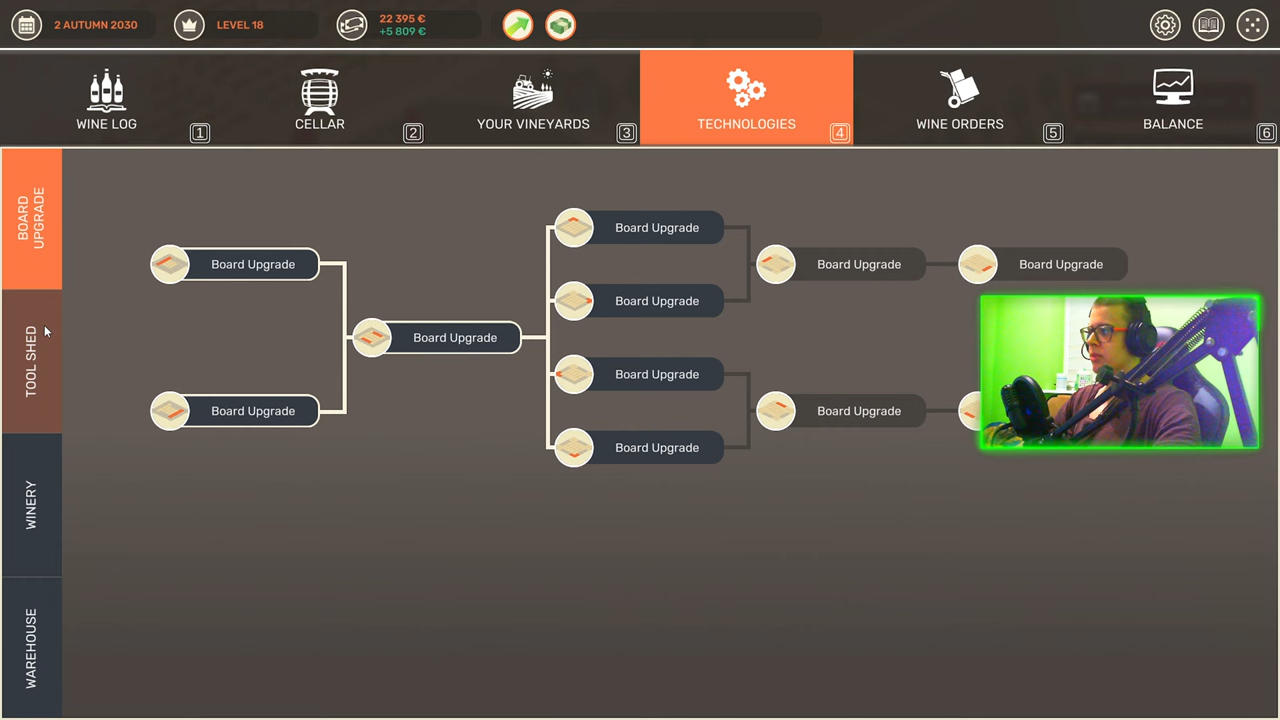 2 AUTUMN 2030
LEVEL 18
22 395 €
+5 809 €
WINE LOG
1
CELLAR
2
YOUR VINEYARDS
3
TECHNOLOGIES
4
WINE ORDERS
5
BALANCE
6
BOARD
UPGRADE
TOOL SHED
WINERY
WAREHOUSE
Board Upgrade
Board Upgrade
Board Upgrade
Board Upgrade
Board Upgrade
Board Upgrade
Board Upgrade
Board Upgrade
Board Upgrade
Board Upgrade